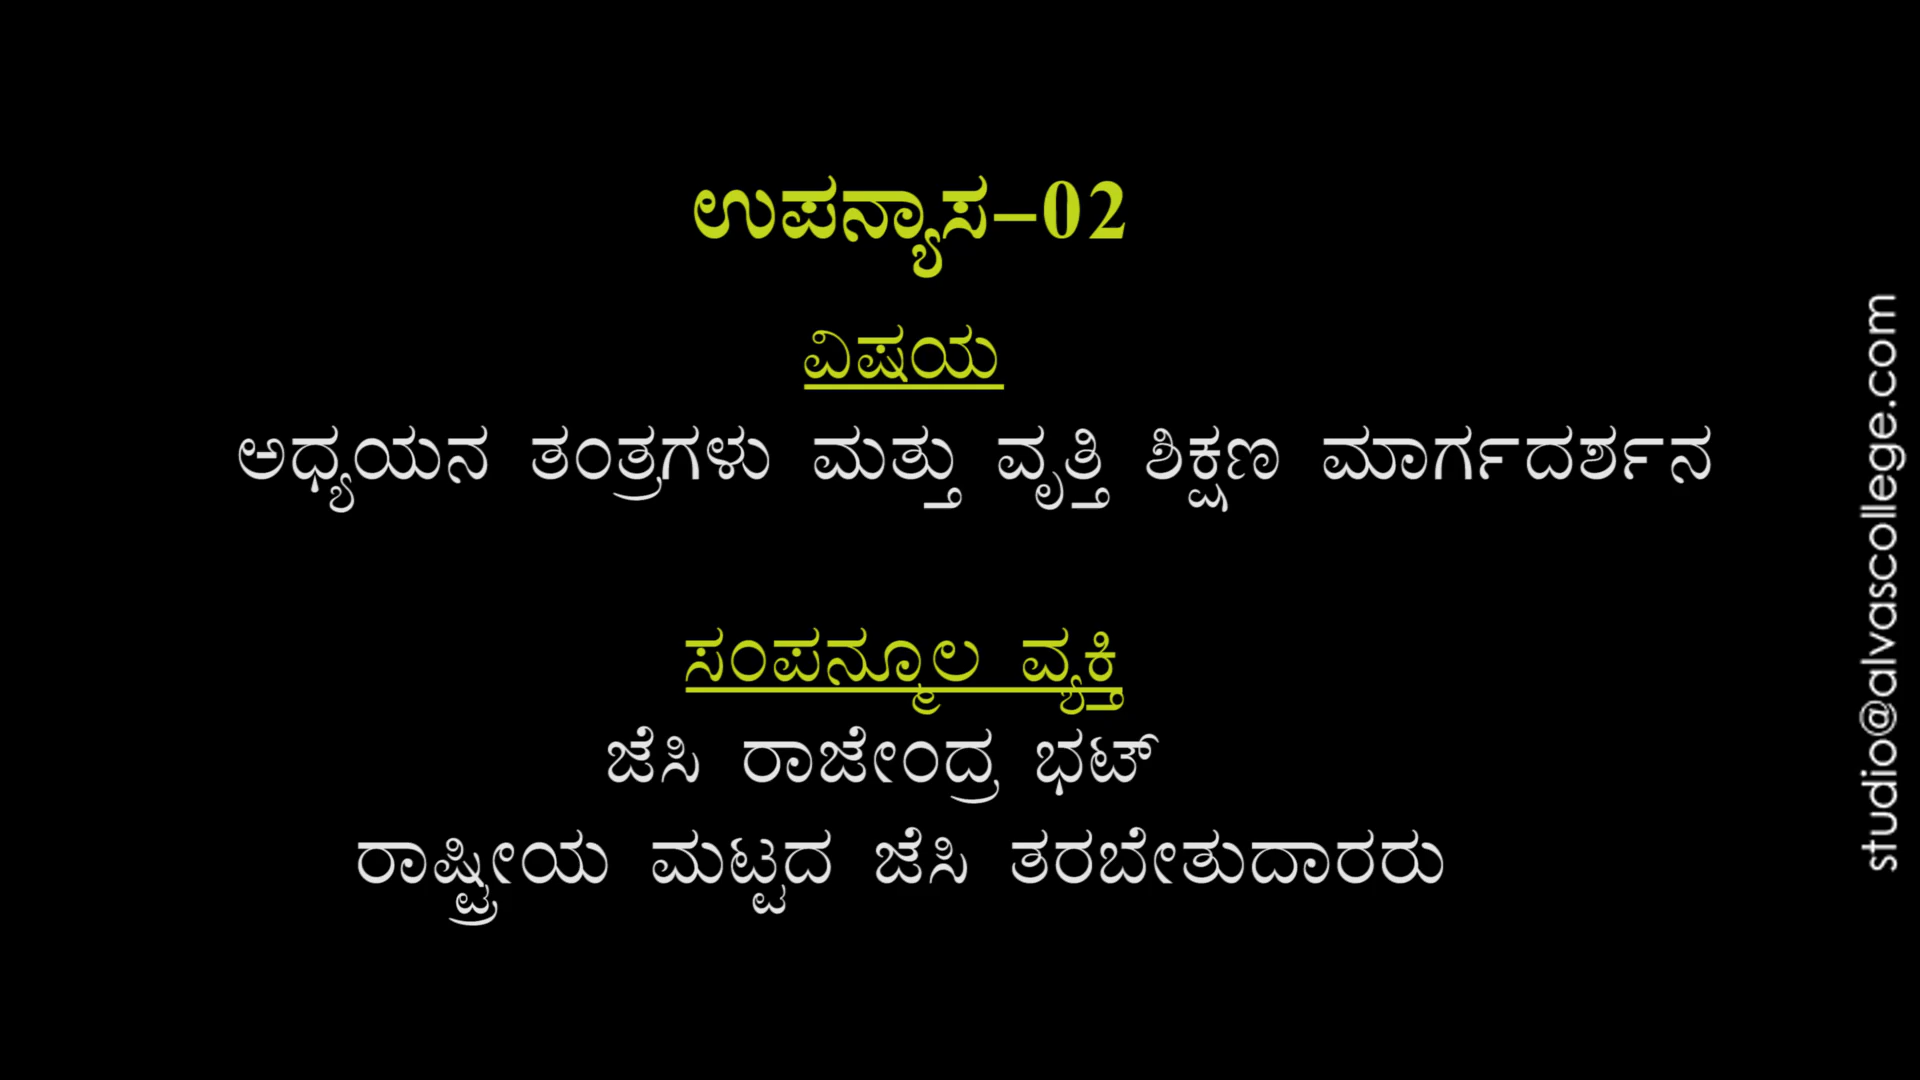 ಉಪನ್ಯಾಸ–02
ವಿಷಯ
ಅಧ್ಯಯನ ತಂತ್ರಗಳು ಮತ್ತು ವೃತ್ತಿ ಶಿಕ್ಷಣ ಮಾರ್ಗದರ್ಶನ
ಸಂಪನ್ಮೂಲ ವ್ಯಕ್ತಿ
ಜೆಸಿ ರಾಜೇಂದ್ರ ಭಟ್
ರಾಷ್ಟ್ರೀಯ ಮಟ್ಟದ ಜೆಸಿ ತರಬೇತುದಾರರು
studio@alvascollege.com